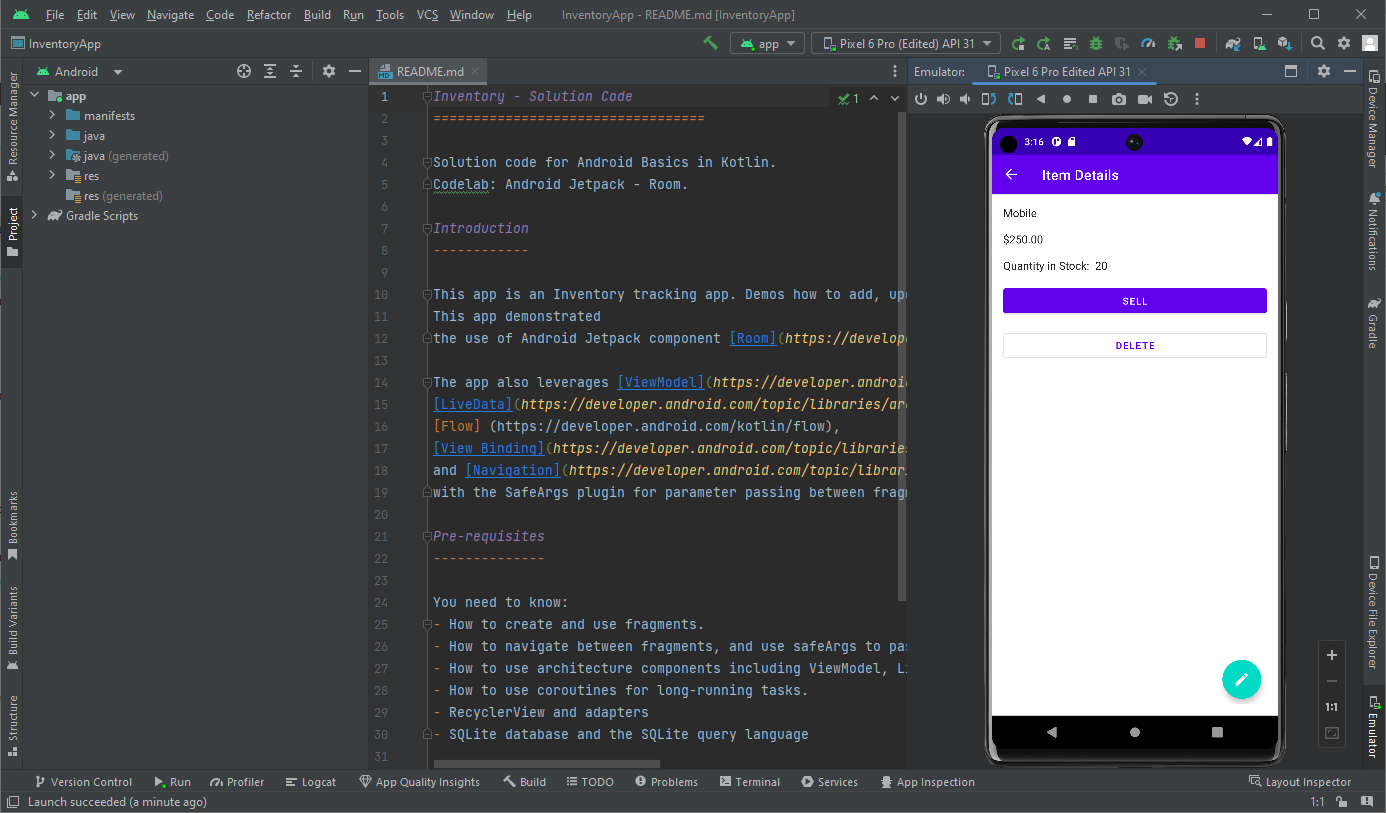 File Edit View Navigate Code Refactor Build Run Tools VCS Window Help InventoryApp - README.md [InventoryApp]
InventoryApp app Pixel 6 Pro (Edited) API 31
Resource Manager
Project
Bookmarks
Build Variants
Structure
Android
app
manifests
java
java (generated)
res
res (generated)
Gradle Scripts
README.md
1
1 Inventory - Solution Code
2 ==================================
3
4 Solution code for Android Basics in Kotlin.
5 Codelab: Android Jetpack - Room.
6
7 Introduction
8 ------------
9
10 This app is an Inventory tracking app. Demos how to add, up
11 This app demonstrated
12 the use of Android Jetpack component [Room](https://develop
13
14 The app also leverages [ViewModel](https://developer.androi
15 [LiveData](https://developer.android.com/topic/libraries/ar
16 [Flow] (https://developer.android.com/kotlin/flow),
17 [View Binding](https://developer.android.com/topic/librarie
18 and [Navigation](https://developer.android.com/topic/librar
19 with the SafeArgs plugin for parameter passing between frag
20
21 Pre-requisites
22 --------------
23
24 You need to know:
25 - How to create and use fragments.
26 - How to navigate between fragments, and use safeArgs to pa
27 - How to use architecture components including ViewModel, Li
28 - How to use coroutines for long-running tasks.
29 - RecyclerView and adapters
30 - SQLite database and the SQLite query language
31
Emulator: Pixel 6 Pro Edited API 31
3:16
Item Details
Mobile
$250.00
Quantity in Stock: 20
SELL
DELETE
1:1
Device Manager
Notifications
Gradle
Device File Explorer
Emulator
Version Control Run Profiler Logcat App Quality Insights Build TODO Problems Terminal Services App Inspection Layout Inspector
Launch succeeded (a minute ago) 1:1